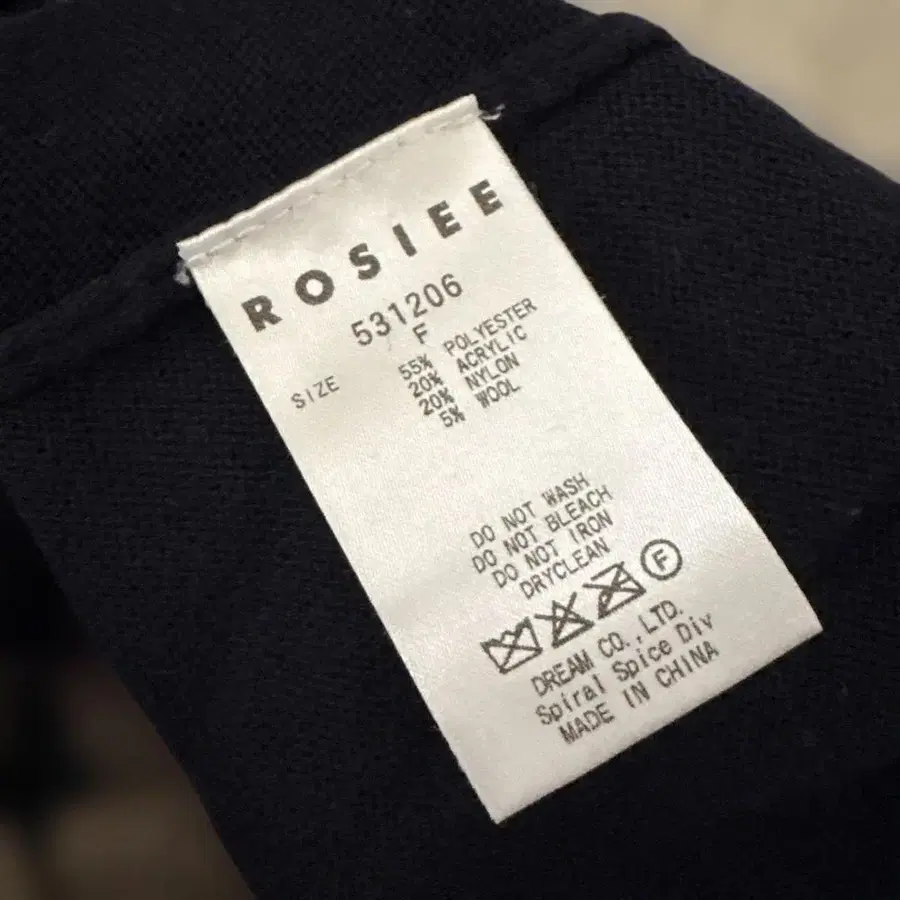 ROSIEE
531206
SIZE F
55% POLYESTER
20% ACRYLIC
20% NYLON
5% WOOL
DO NOT WASH
DO NOT BLEACH
DO NOT IRON
DRYCLEAN
F
DREAM CO.,LTD.
Spiral Spice Div
MADE IN CHINA